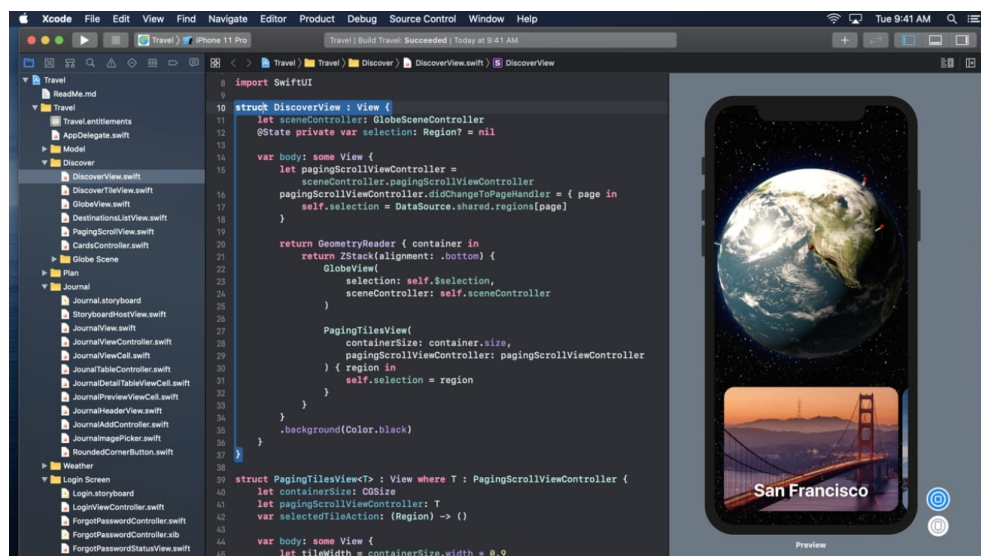 Xcode File Edit View Find Navigate Editor Product Debug Source Control Window Help Tue 9:41 AM
Travel iPhone 11 Pro Travel | Build Travel: Succeeded | Today at 9:41 AM
Travel Travel Discover DiscoverView.swift S DiscoverView
Travel
ReadMe.md
Travel
Travel.entitlements
AppDelegate.swift
Model
Discover
DiscoverView.swift
DiscoverTileView.swift
GlobeView.swift
DestinationsListView.swift
PagingScrollView.swift
CardsController.swift
Globe Scene
Plan
Journal
Journal.storyboard
StoryboardHostView.swift
JournalView.swift
JournalViewController.swift
JournalViewCell.swift
JounalTableController.swift
JournalDetailTableViewCell.swift
JournalPreviewViewCell.swift
JournalHeaderView.swift
JournalAddController.swift
JournalmagePicker.swift
RoundedCornerButton.swift
Weather
Login Screen
Login.storyboard
LoginViewController.swift
ForgotPasswordController.swift
ForgotPasswordController.xib
ForgotPasswordStatusView.swift
8 import SwiftUI
9
10 struct DiscoverView : View {
11 let sceneController: GlobeSceneController
12 @State private var selection: Region? = nil
13
14 var body: some View {
15 let pagingScrollViewController =
sceneController.pagingScrollViewController
16 pagingScrollViewController.didChangeToPageHandler = { page in
17 self.selection = DataSource.shared.regions[page]
18 }
19
20 return GeometryReader { container in
21 return ZStack(alignment: .bottom) {
22 GlobeView(
23 selection: self.$selection,
24 sceneController: self.sceneController
25 )
26
27 PagingTilesView(
28 containerSize: container.size,
29 pagingScrollViewController: pagingScrollViewController
30 ) { region in
31 self.selection = region
32 }
33 }
34 }
35 .background(Color.black)
36 }
37 }
38
39 struct PagingTilesView<T> : View where T : PagingScrollViewController {
40 let containerSize: CGSize
41 let pagingScrollViewController: T
42 var selectedTileAction: (Region) -> ()
43
44 var body: some View {
45 let tileWidth = containerSize.width * 0.9
San Francisco
Preview